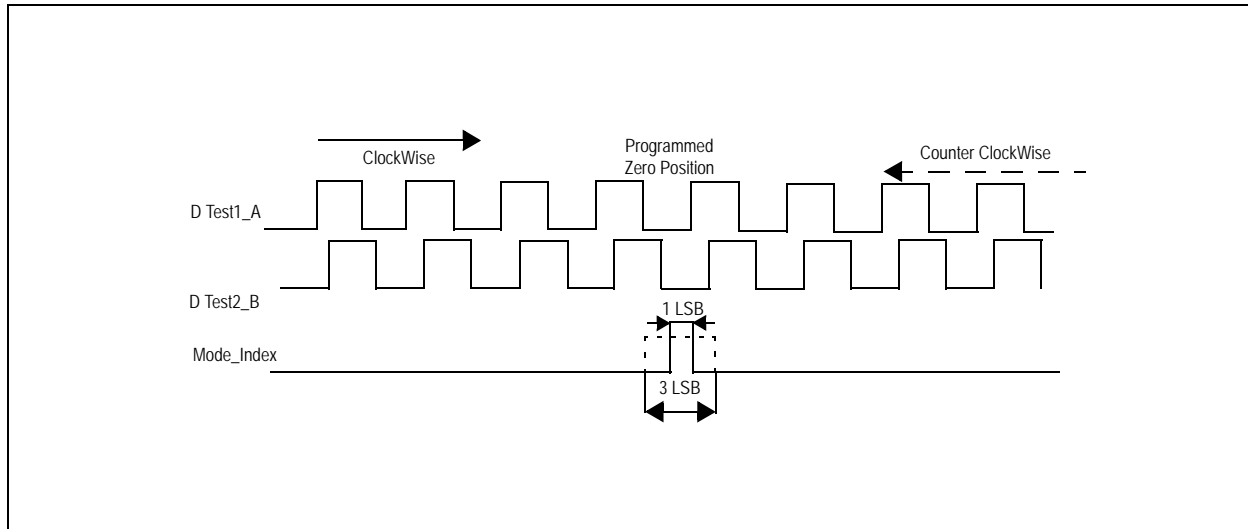 ClockWise
Programmed
Zero Position
Counter ClockWise
D Test1_A
D Test2_B
1 LSB
Mode_Index
3 LSB